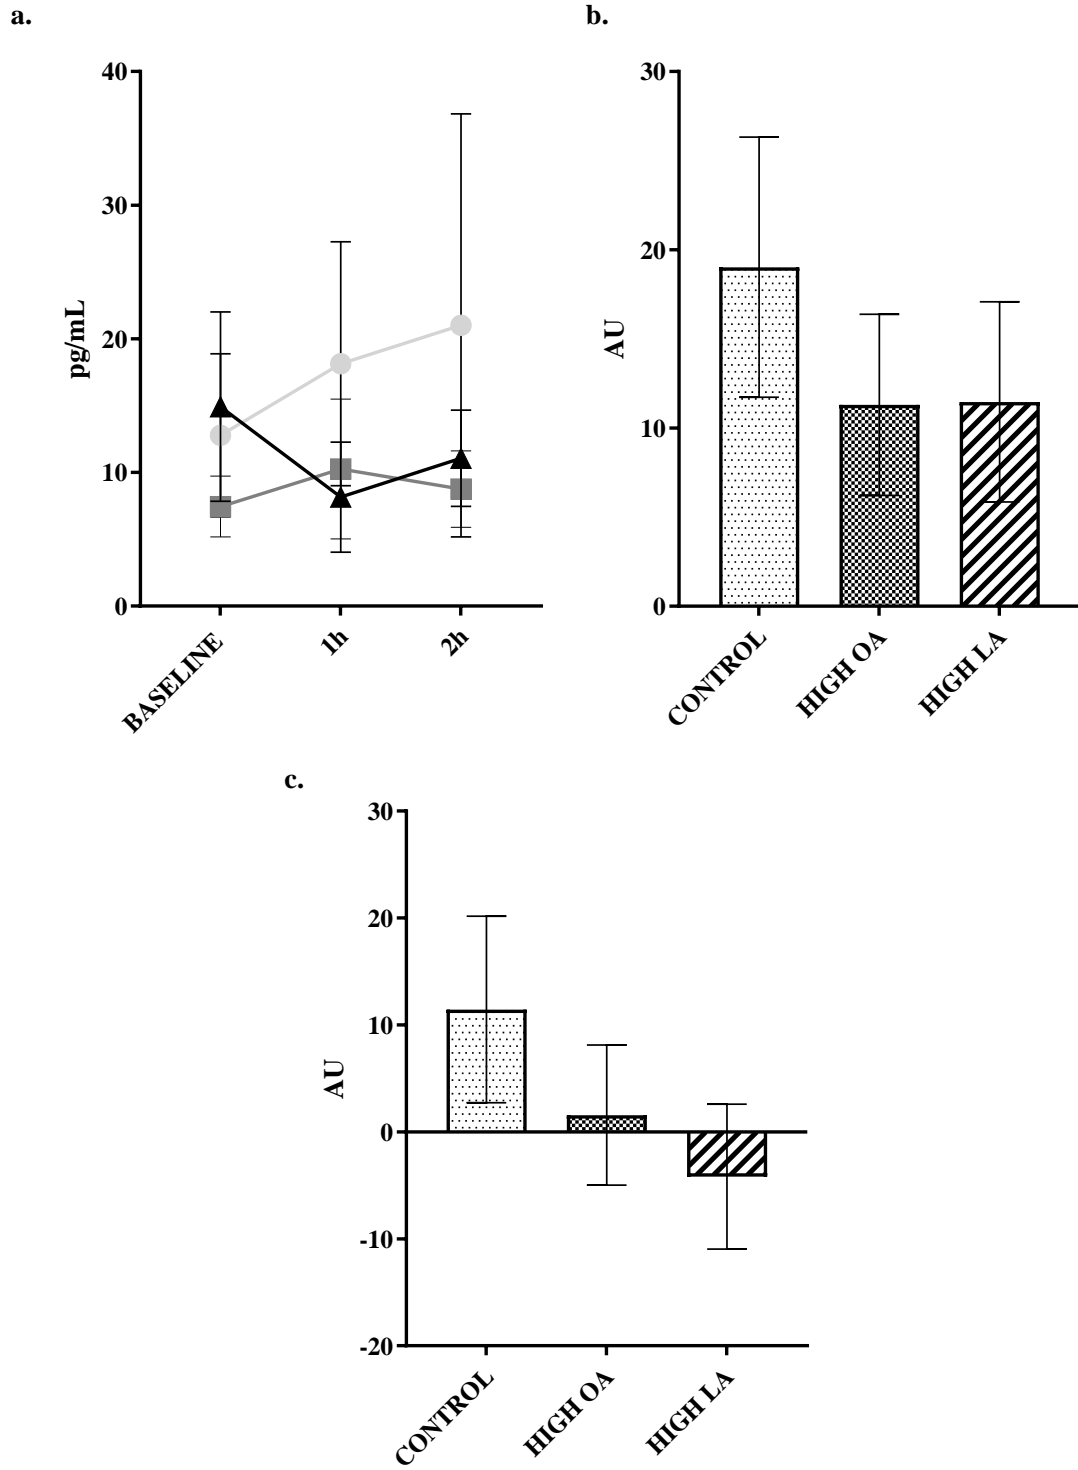 a.
40
30
20
10
0
pg/mL
BASELINE
1h
2h
b.
30
20
10
0
AU
CONTROL
HIGH OA
HIGH LA
c.
30
20
10
0
-10
-20
AU
CONTROL
HIGH OA
HIGH LA